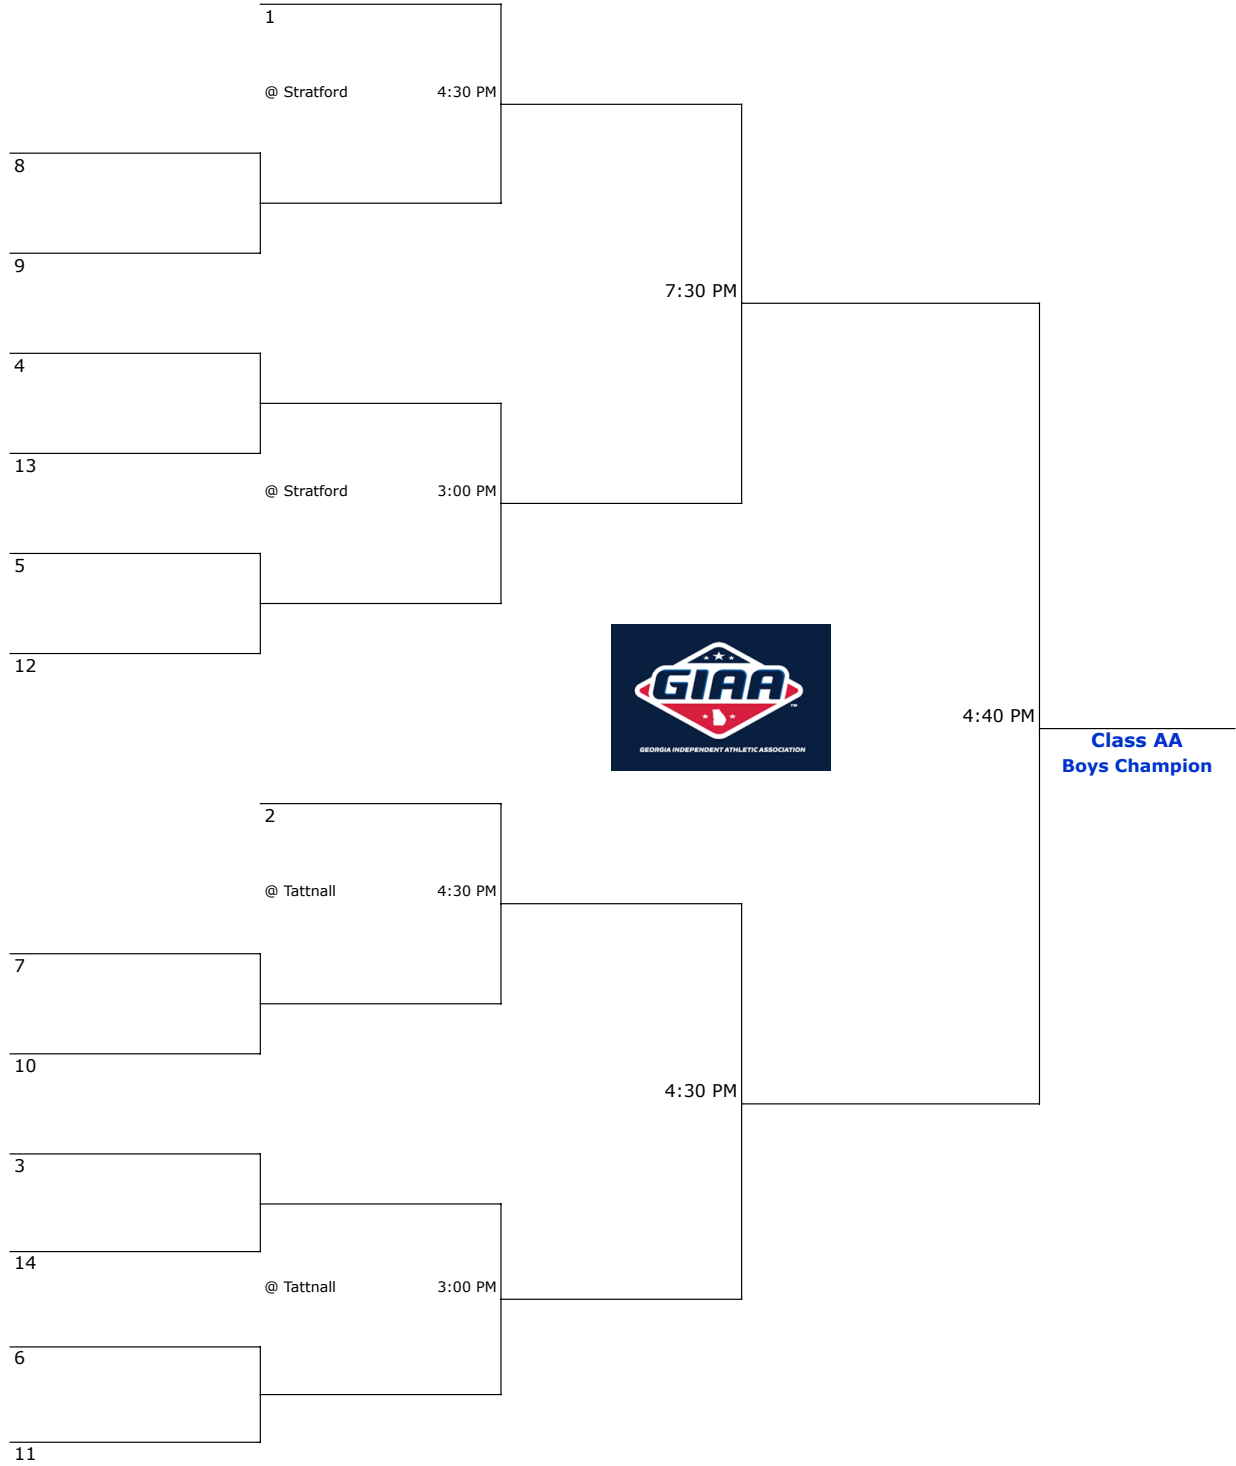 1
@ Stratford 4:30 PM
8
9
7:30 PM
4
13
@ Stratford 3:00 PM
5
12
GIAA
™
GEORGIA INDEPENDENT ATHLETIC ASSOCIATION
4:40 PM
Class AA
Boys Champion
2
@ Tattnall 4:30 PM
7
10
4:30 PM
3
14
@ Tattnall 3:00 PM
6
11